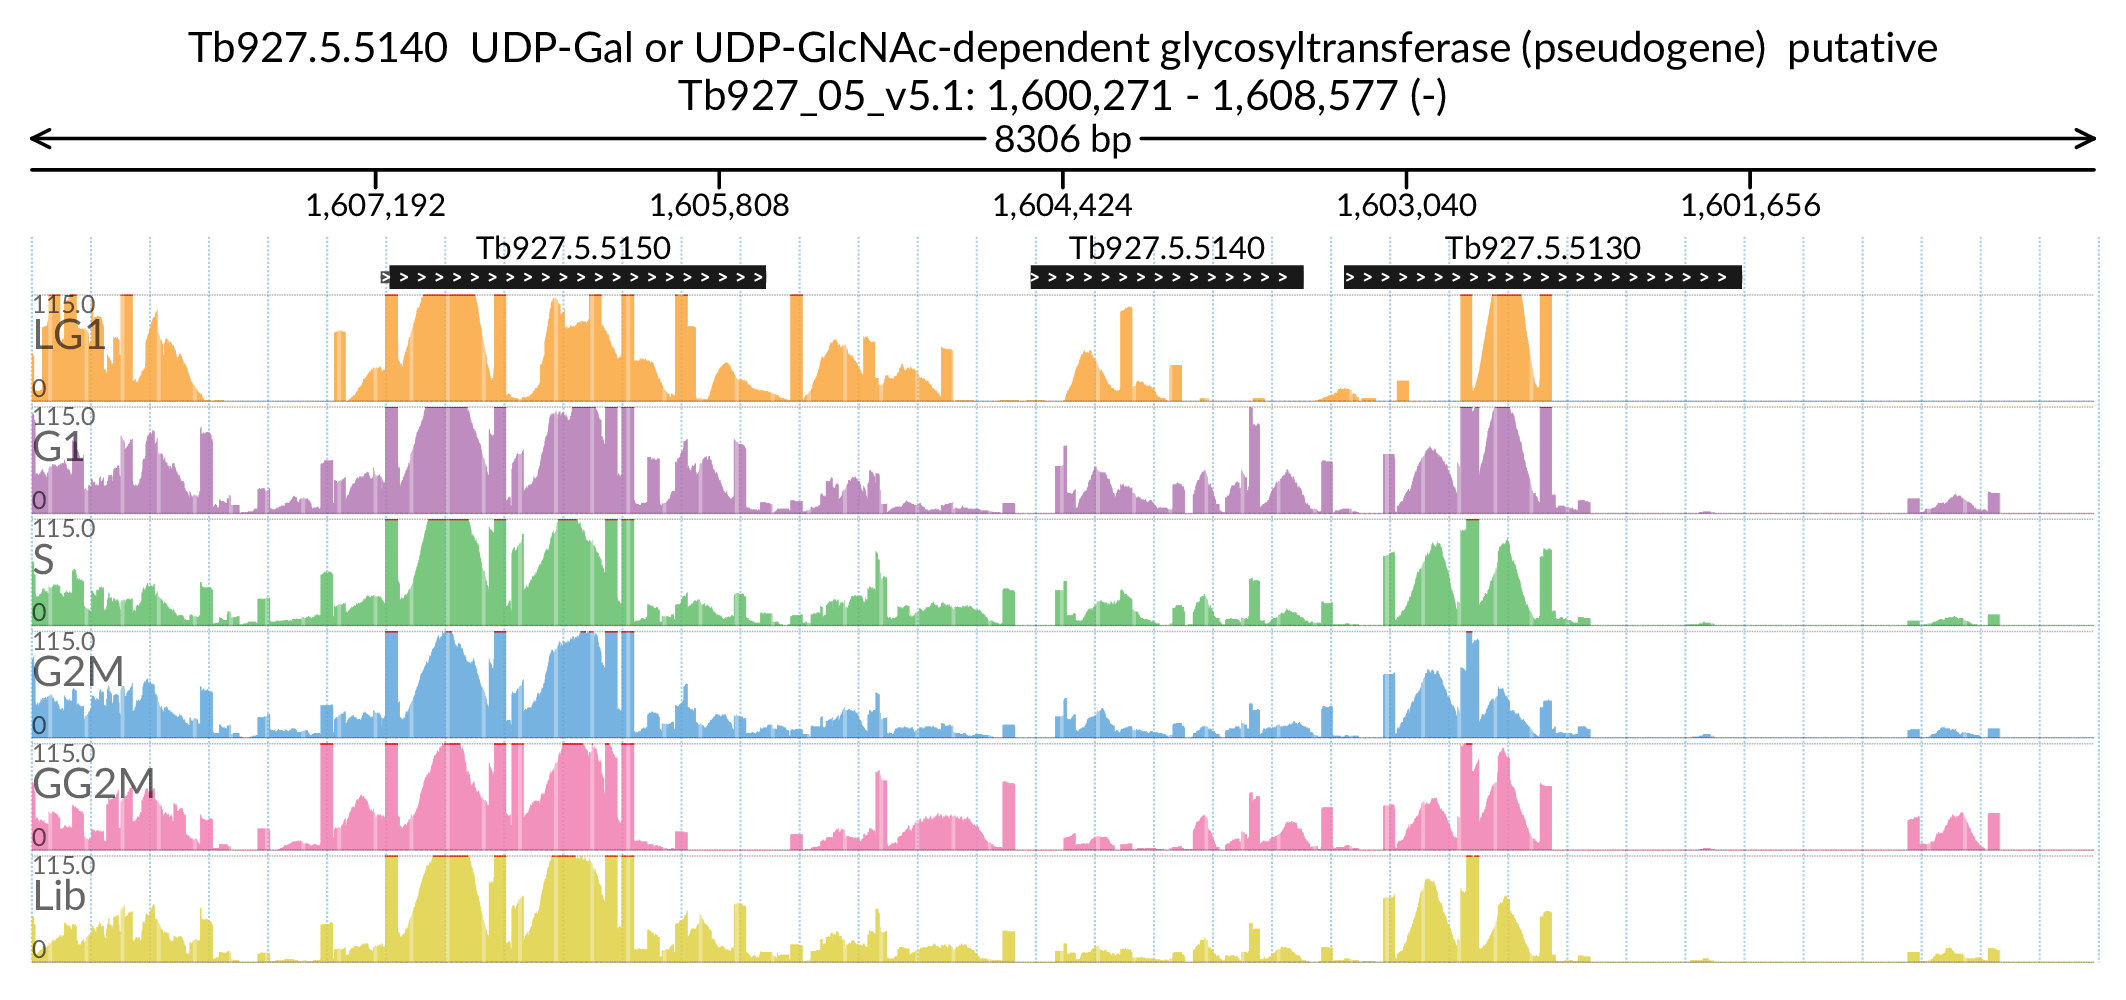 Tb927.5.5140  UDP-Gal or UDP-GlcNAc-dependent glycosyltransferase (pseudogene)  putative
Tb927_05_v5.1: 1,600,271 - 1,608,577 (-)
8306 bp
1,607,192 1,605,808 1,604,424 1,603,040 1,601,656
Tb927.5.5150 Tb927.5.5140 Tb927.5.5130
115.0
LG1
0
115.0
G1
0
115.0
S
0
115.0
G2M
0
115.0
GG2M
0
115.0
Lib
0